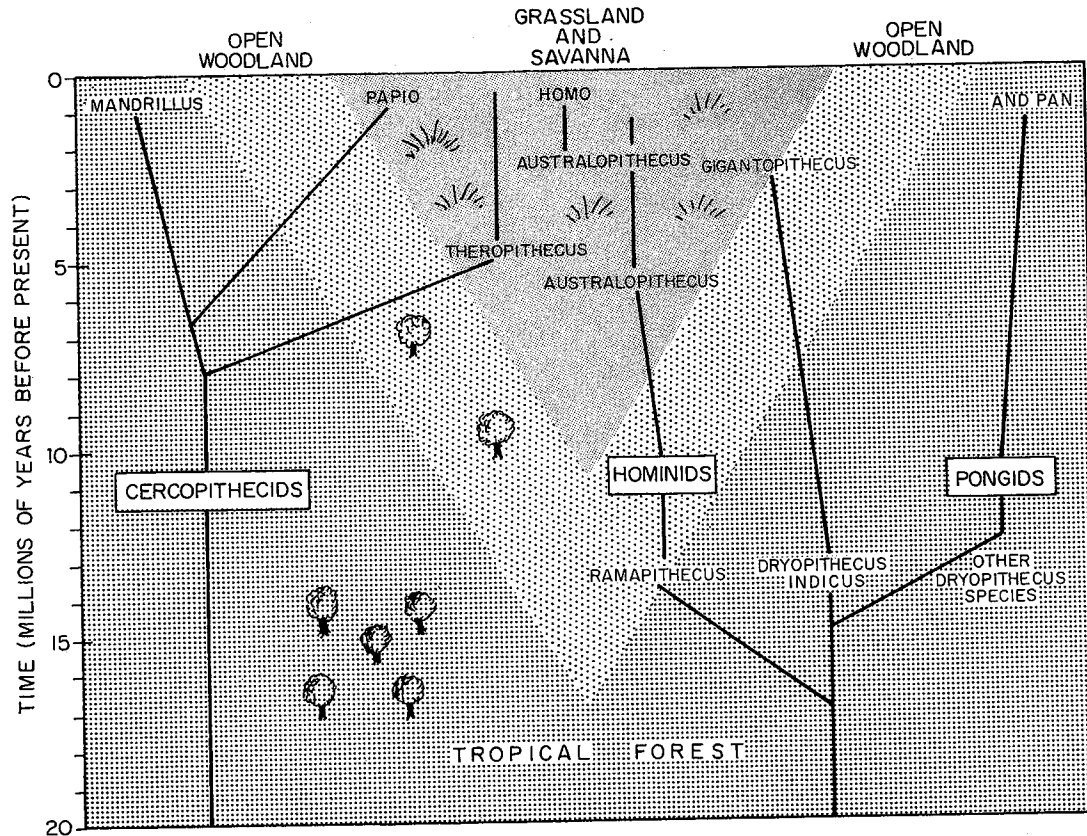 OPEN
WOODLAND
GRASSLAND
AND
SAVANNA
OPEN
WOODLAND
TIME (MILLIONS OF YEARS BEFORE PRESENT)
0
5
10
15
20
MANDRILLUS
PAPIO
HOMO
AND PAN
AUSTRALOPITHECUS
GIGANTOPITHECUS
THEROPITHECUS
AUSTRALOPITHECUS
CERCOPITHECIDS
HOMINIDS
PONGIDS
RAMAPITHECUS
DRYOPITHECUS
INDICUS
OTHER
DRYOPITHECUS
SPECIES
TROPICAL FOREST